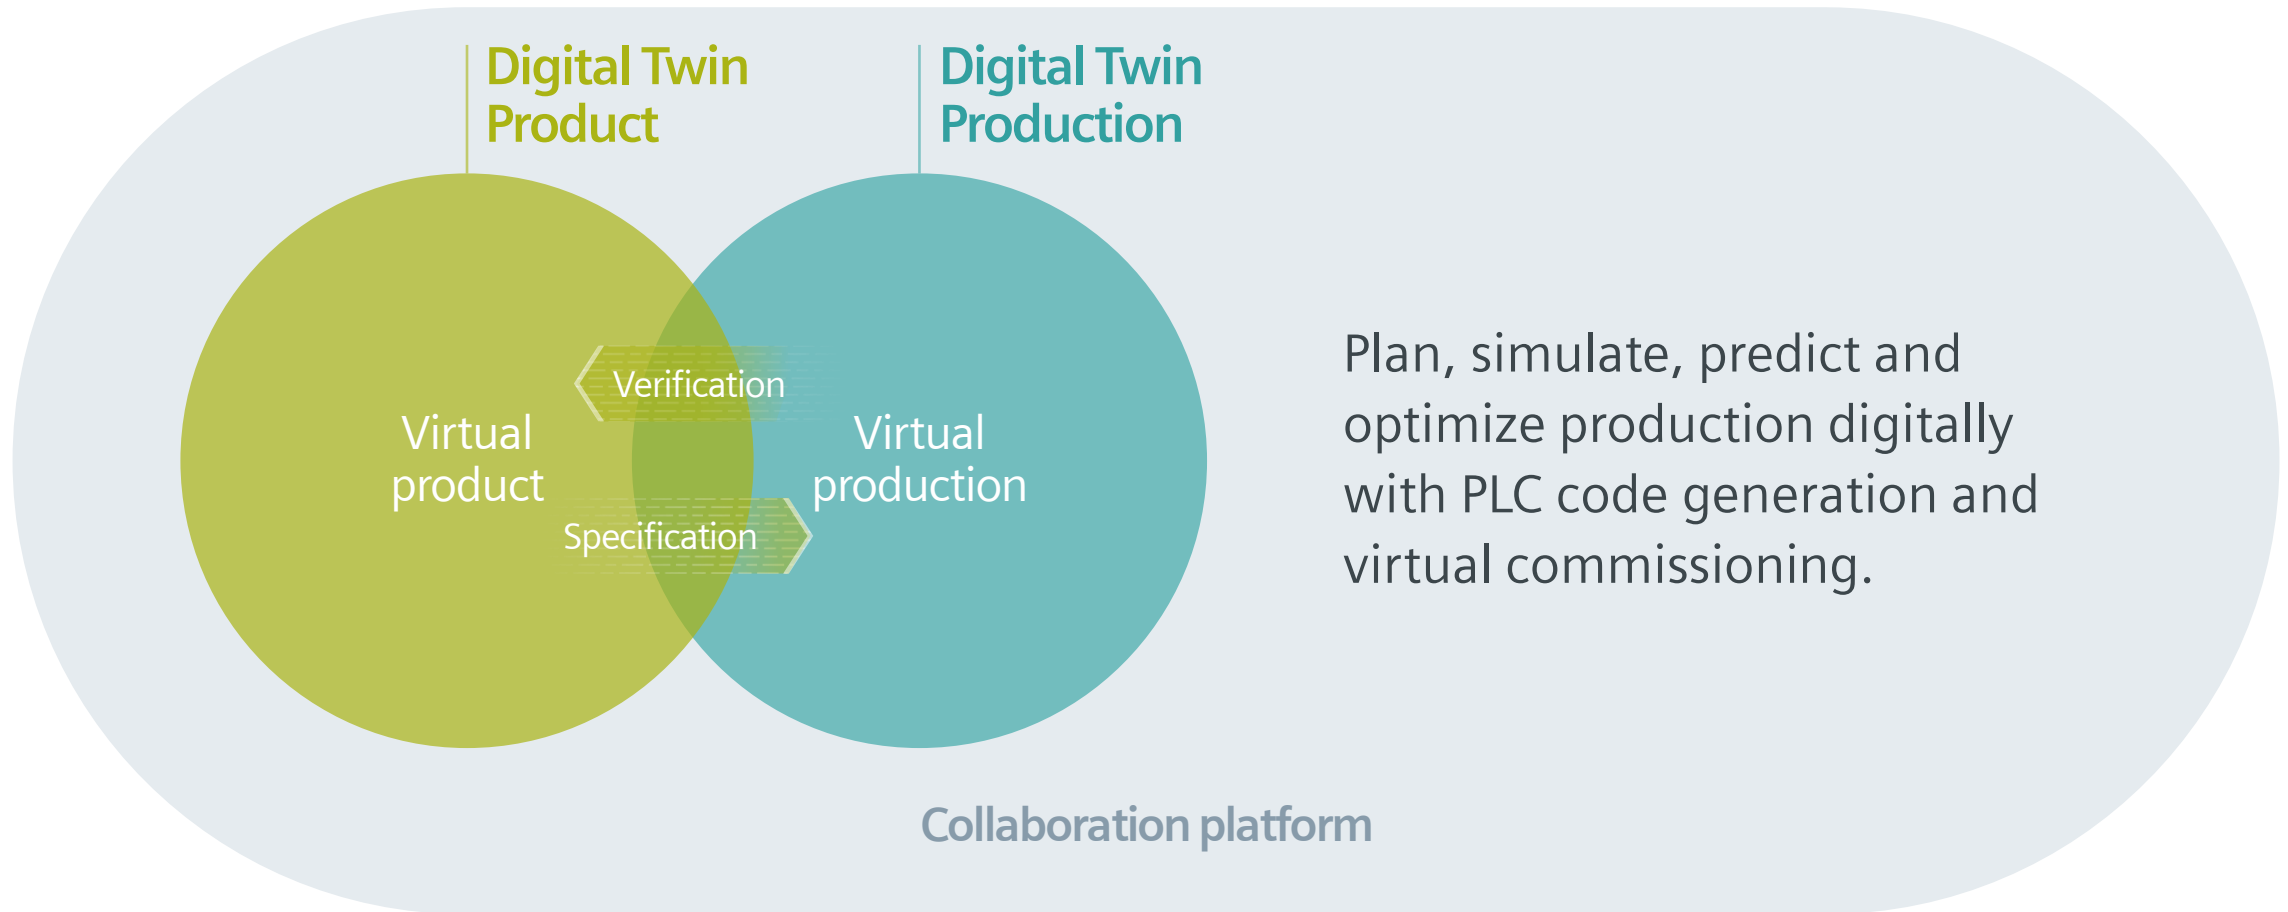 Digital Twin
Product
Digital Twin
Production
Verification
Virtual
product
Virtual
production
Specification
Plan, simulate, predict and
optimize production digitally
with PLC code generation and
virtual commissioning.
Collaboration platform